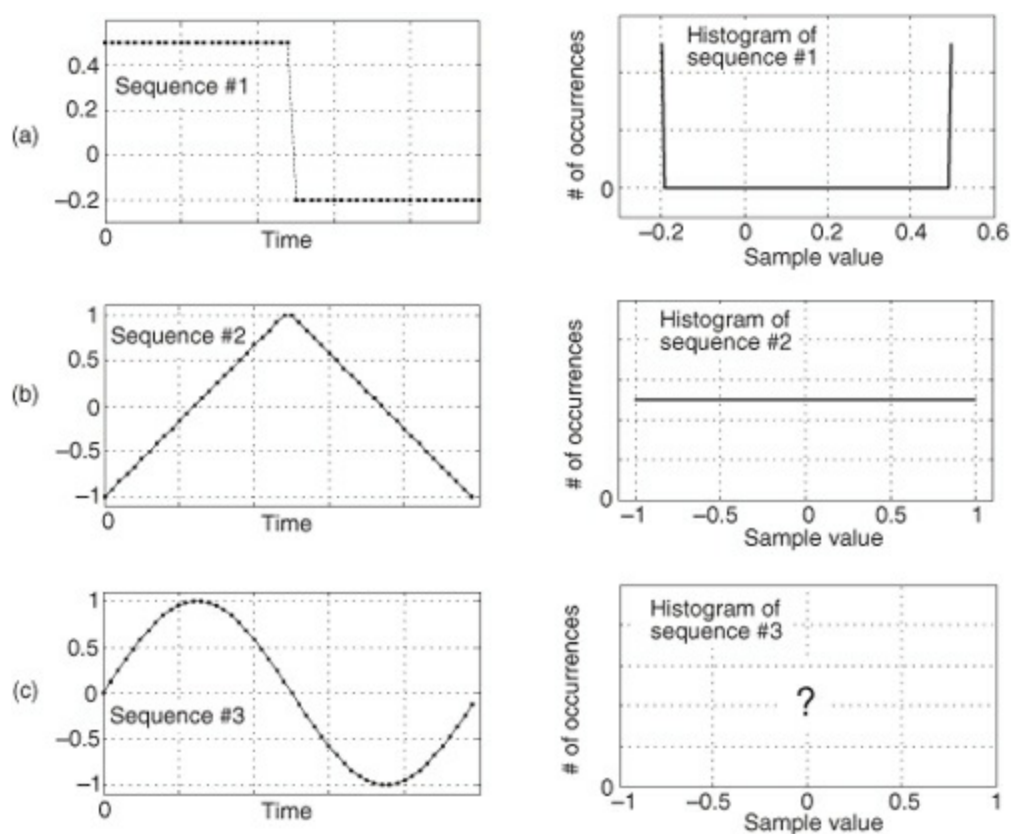 (a)
0.4
0.2
0
−0.2
Sequence #1
0
Time
# of occurrences
0
Histogram of
sequence #1
−0.2 0 0.2 0.4 0.6
Sample value
(b)
1
0.5
0
−0.5
−1
Sequence #2
0
Time
# of occurrences
0
Histogram of
sequence #2
−1 −0.5 0 0.5 1
Sample value
(c)
1
0.5
0
−0.5
−1
Sequence #3
0
Time
# of occurrences
0
Histogram of
sequence #3
?
−1 −0.5 0 0.5 1
Sample value